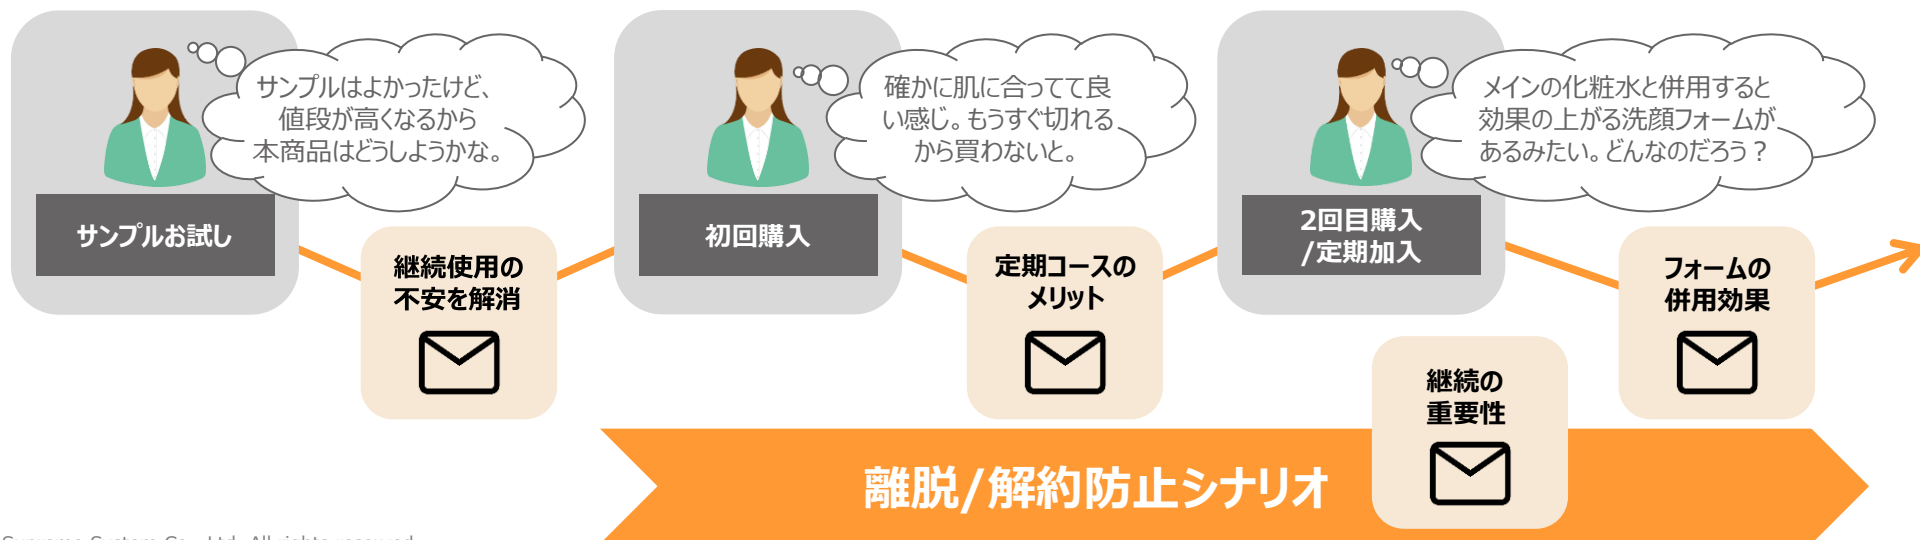 サンプルはよかったけど、
値段が高くなるから
本商品はどうしようかな。
サンプルお試し
継続使用の
不安を解消
確かに肌に合ってて良
い感じ。もうすぐ切れる
から買わないと。
初回購入
定期コースの
メリット
メインの化粧水と併用すると
効果の上がる洗顔フォームが
あるみたい。どんなのだろう？
2回目購入
/定期加入
フォームの
併用効果
継続の
重要性
離脱/解約防止シナリオ
Supreme System Co., Ltd. All rights reserved.